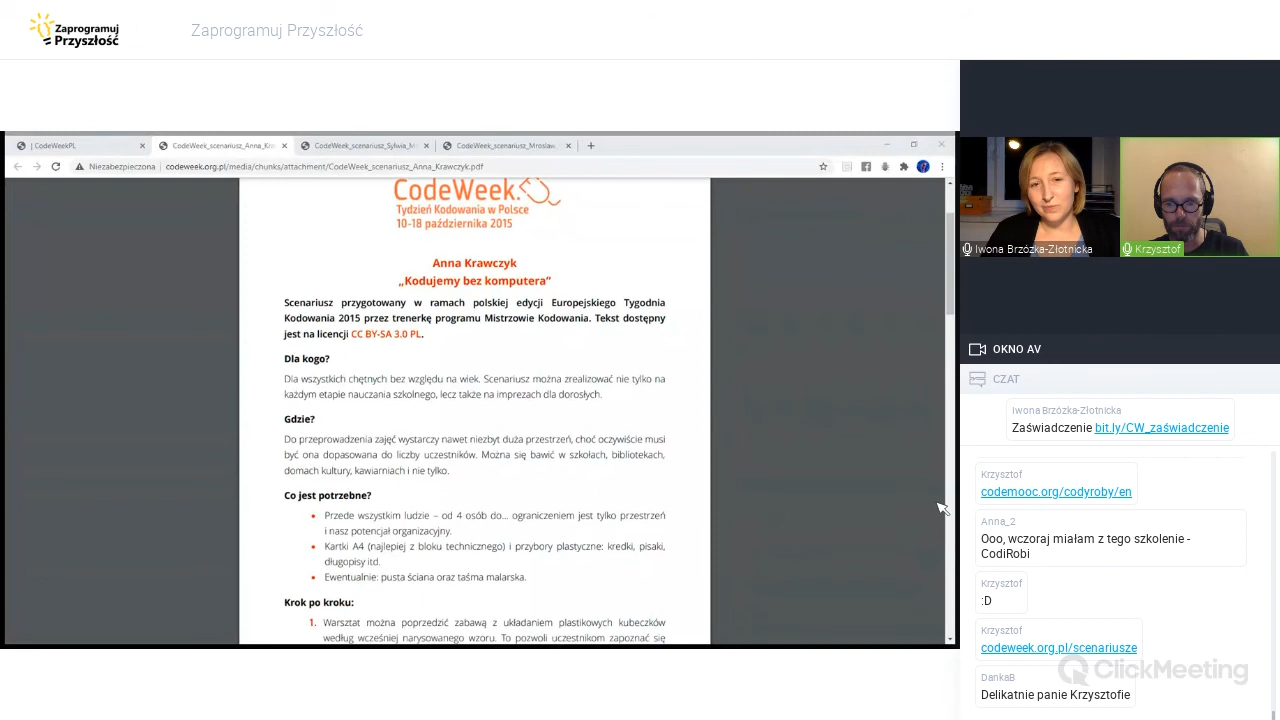 Zaprogramuj
Przyszłość
Zaprogramuj Przyszłość
| CodeWeekPL
CodeWeek_scenariusz_Anna_Kra
CodeWeek_scenariusz_Sylwia_M
CodeWeek_scenariusz_Mroslaw_
Niezabezpieczona | codeweek.org.pl/media/chunks/attachment/CodeWeek_scenariusz_Anna_Krawczyk.pdf
CodeWeek.
Tydzień Kodowania w Polsce
10-18 października 2015
Anna Krawczyk
„Kodujemy bez komputera”
Scenariusz przygotowany w ramach polskiej edycji Europejskiego Tygodnia
Kodowania 2015 przez trenerkę programu Mistrzowie Kodowania. Tekst dostępny
jest na licencji CC BY-SA 3.0 PL.
Dla kogo?
Dla wszystkich chętnych bez względu na wiek. Scenariusz można zrealizować nie tylko na
każdym etapie nauczania szkolnego, lecz także na imprezach dla dorosłych.
Gdzie?
Do przeprowadzenia zajęć wystarczy nawet niezbyt duża przestrzeń, choć oczywiście musi
być ona dopasowana do liczby uczestników. Można się bawić w szkołach, bibliotekach,
domach kultury, kawiarniach i nie tylko.
Co jest potrzebne?
• Przede wszystkim ludzie – od 4 osób do... ograniczeniem jest tylko przestrzeń
i nasz potencjał organizacyjny.
• Kartki A4 (najlepiej z bloku technicznego) i przybory plastyczne: kredki, pisaki,
długopisy itd.
• Ewentualnie: pusta ściana oraz taśma malarska.
Krok po kroku:
1. Warsztat można poprzedzić zabawą z układaniem plastikowych kubeczków
według wcześniej narysowanego wzoru. To pozwoli uczestnikom zapoznać się
Iwona Brzózka-Złotnicka
Krzysztof
OKNO AV
CZAT
Iwona Brzózka-Złotnicka
Zaświadczenie bit.ly/CW_zaświadczenie
Krzysztof
codemooc.org/codyroby/en
Anna_2
Ooo, wczoraj miałam z tego szkolenie -
CodiRobi
Krzysztof
:D
Krzysztof
codeweek.org.pl/scenariusze
DankaB
Delikatnie panie Krzysztofie
ClickMeeting